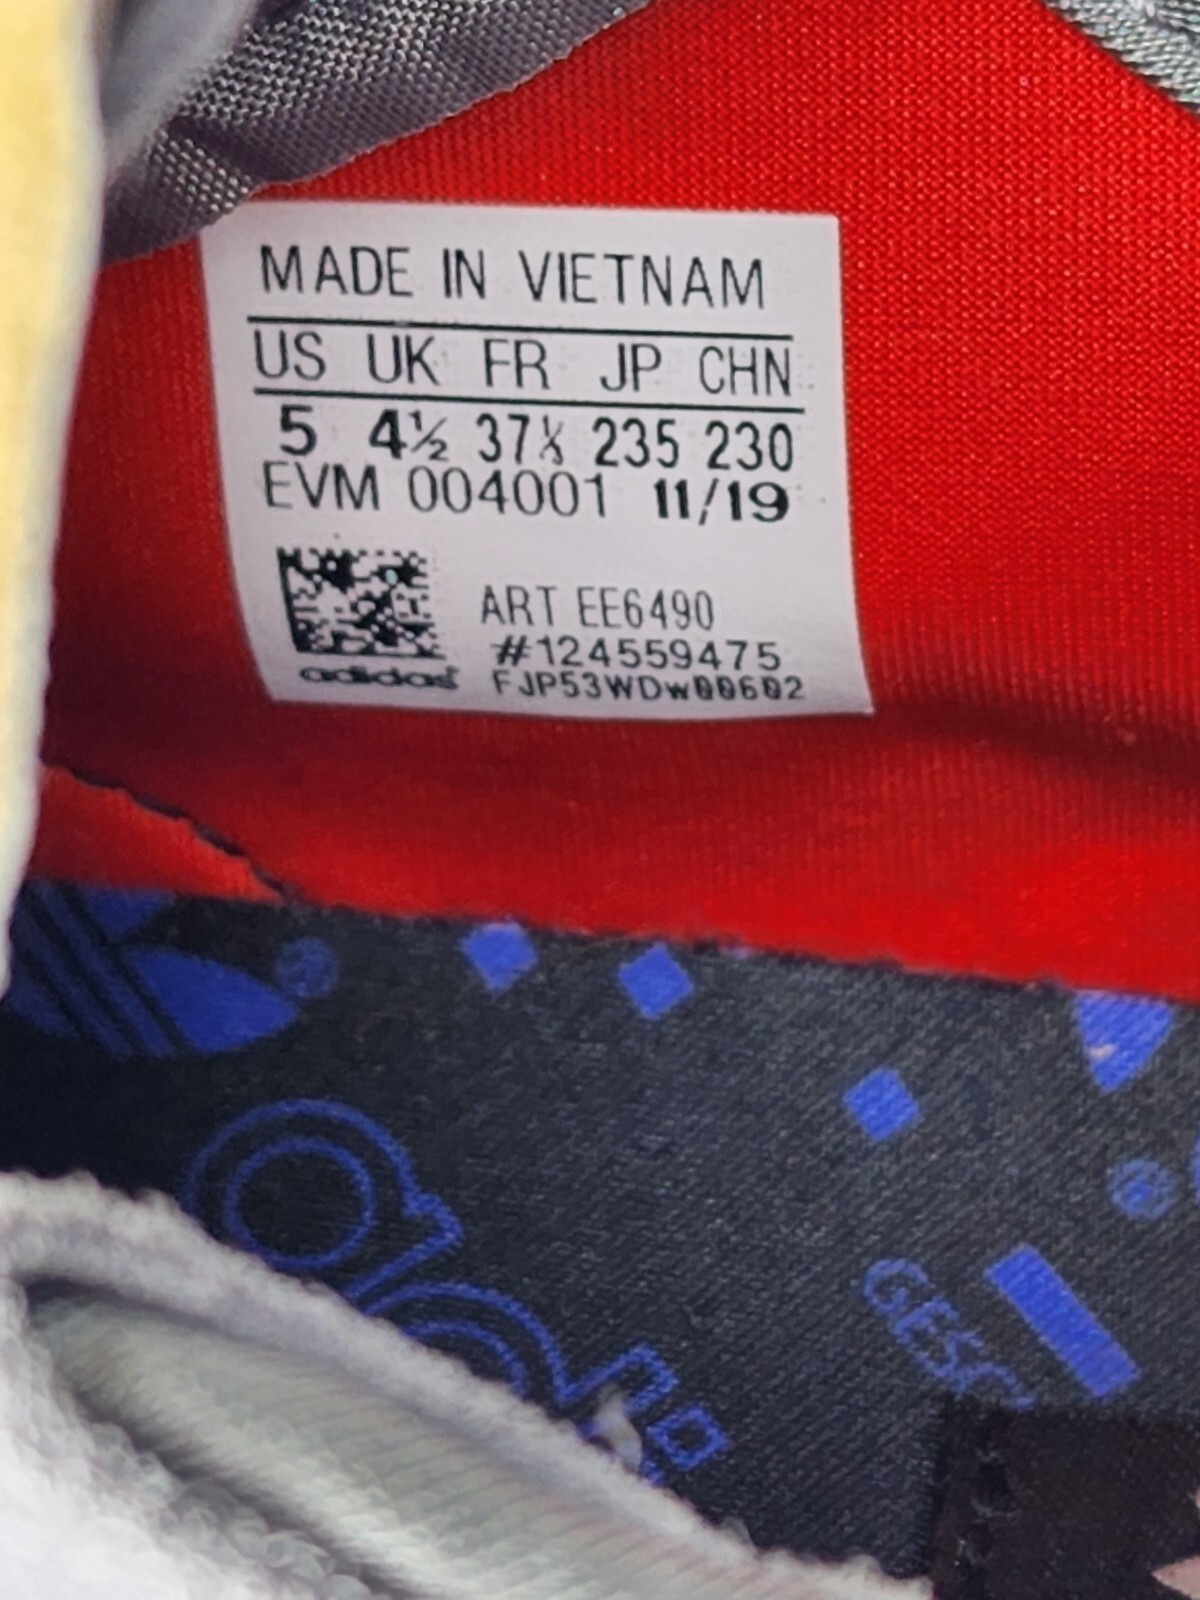 MADE IN VIETNAM
US UK FR JP CHN
5 4½ 37⅓ 235 230
EVM 004001 11/19
ART EE6490
#124559475
adidas FJP53WDw00602
GESC